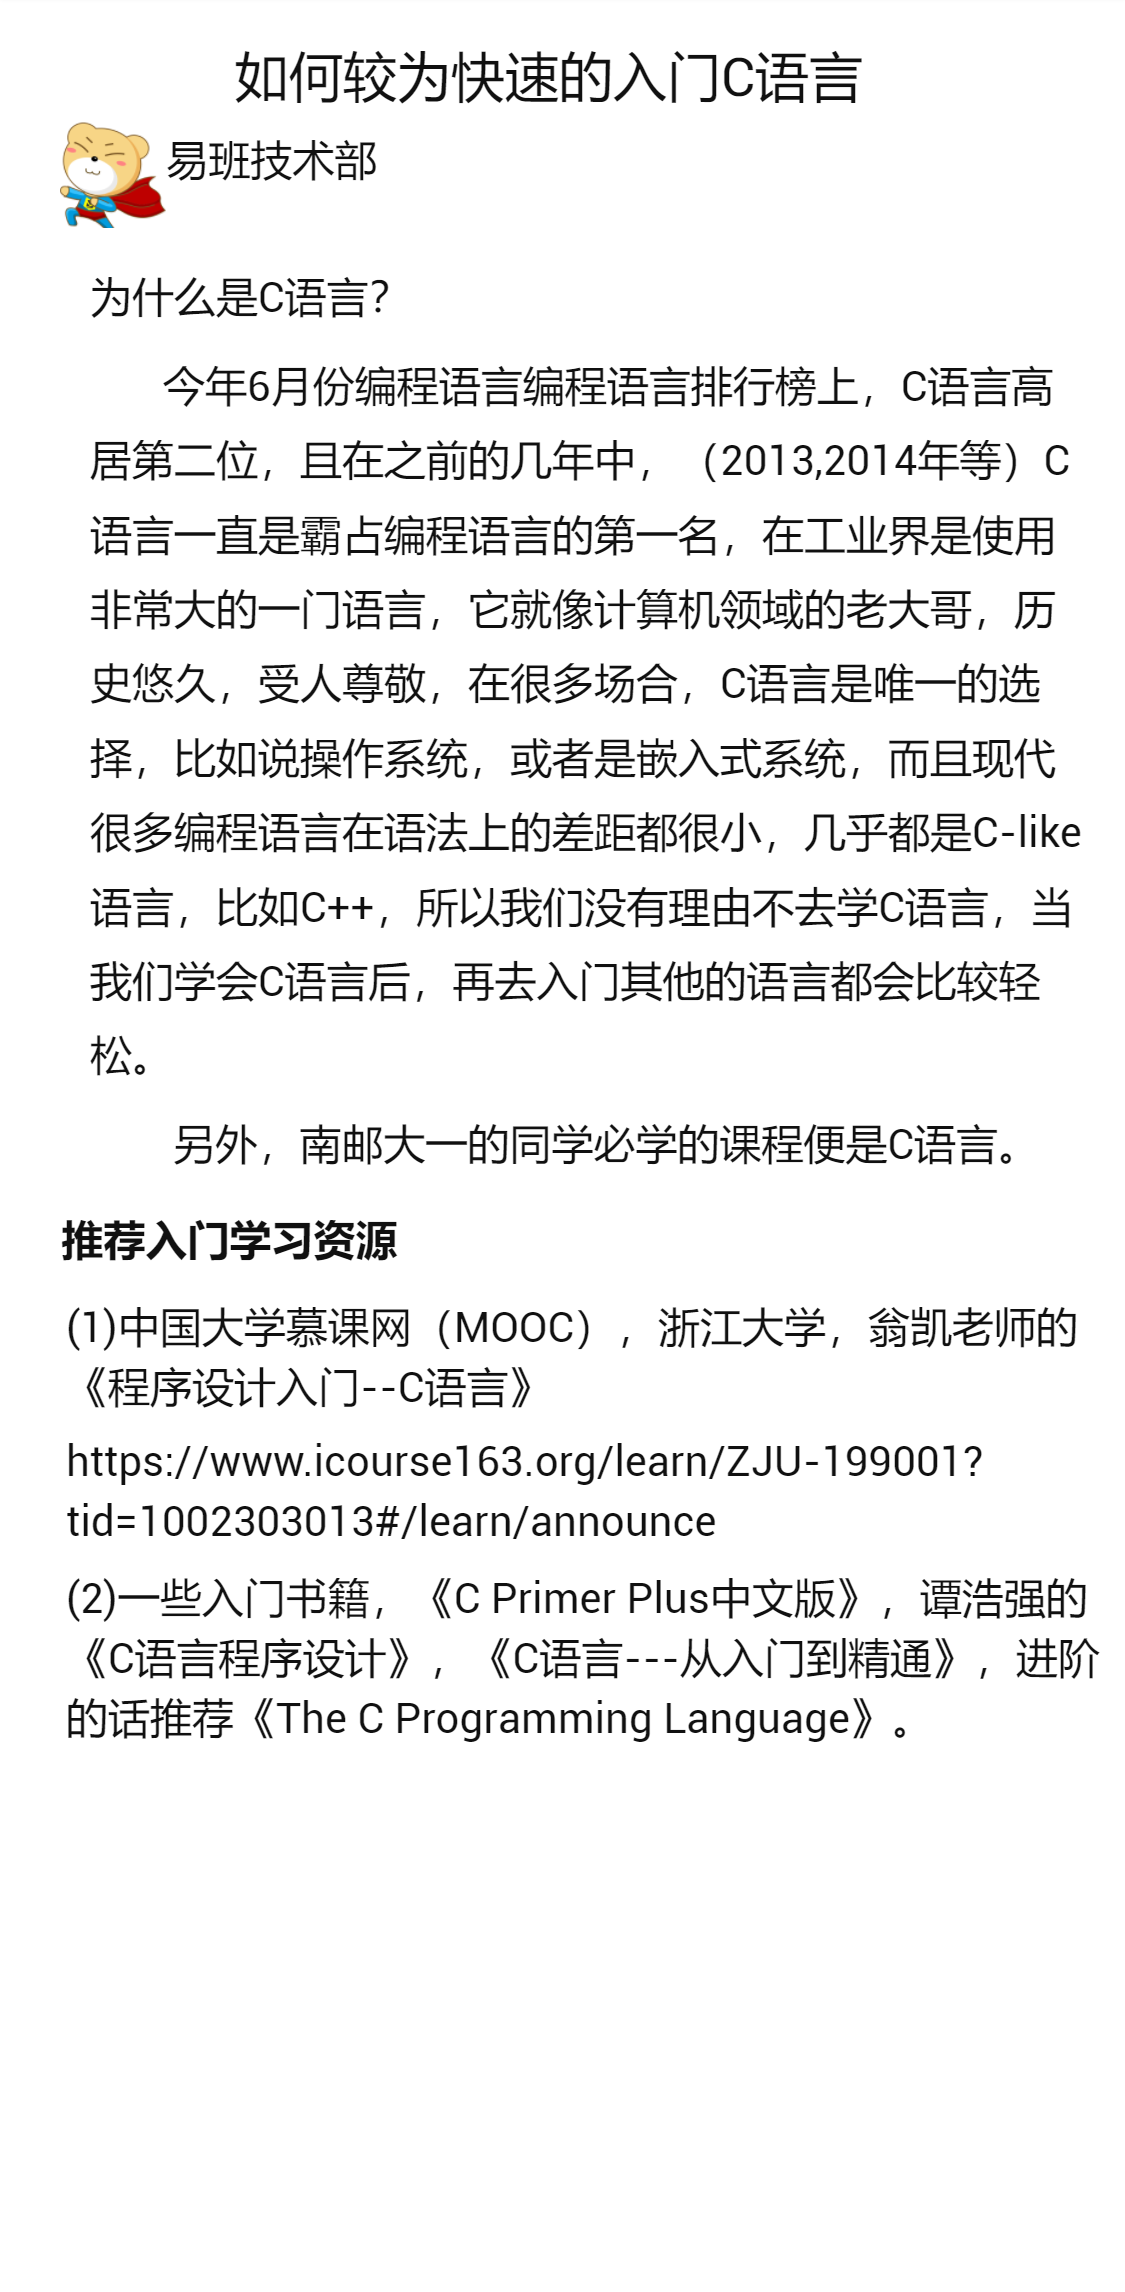 如何较为快速的入门C语言
易班技术部
为什么是C语言？
今年6月份编程语言编程语言排行榜上，C语言高
居第二位，且在之前的几年中，（2013,2014年等）C
语言一直是霸占编程语言的第一名，在工业界是使用
非常大的一门语言，它就像计算机领域的老大哥，历
史悠久，受人尊敬，在很多场合，C语言是唯一的选
择，比如说操作系统，或者是嵌入式系统，而且现代
很多编程语言在语法上的差距都很小，几乎都是C-like
语言，比如C++，所以我们没有理由不去学C语言，当
我们学会C语言后，再去入门其他的语言都会比较轻
松。
另外，南邮大一的同学必学的课程便是C语言。
推荐入门学习资源
(1)中国大学慕课网（MOOC），浙江大学，翁凯老师的
《程序设计入门--C语言》
https://www.icourse163.org/learn/ZJU-199001?
tid=1002303013#/learn/announce
(2)一些入门书籍，《C Primer Plus中文版》，谭浩强的
《C语言程序设计》，《C语言---从入门到精通》，进阶
的话推荐《The C Programming Language》。